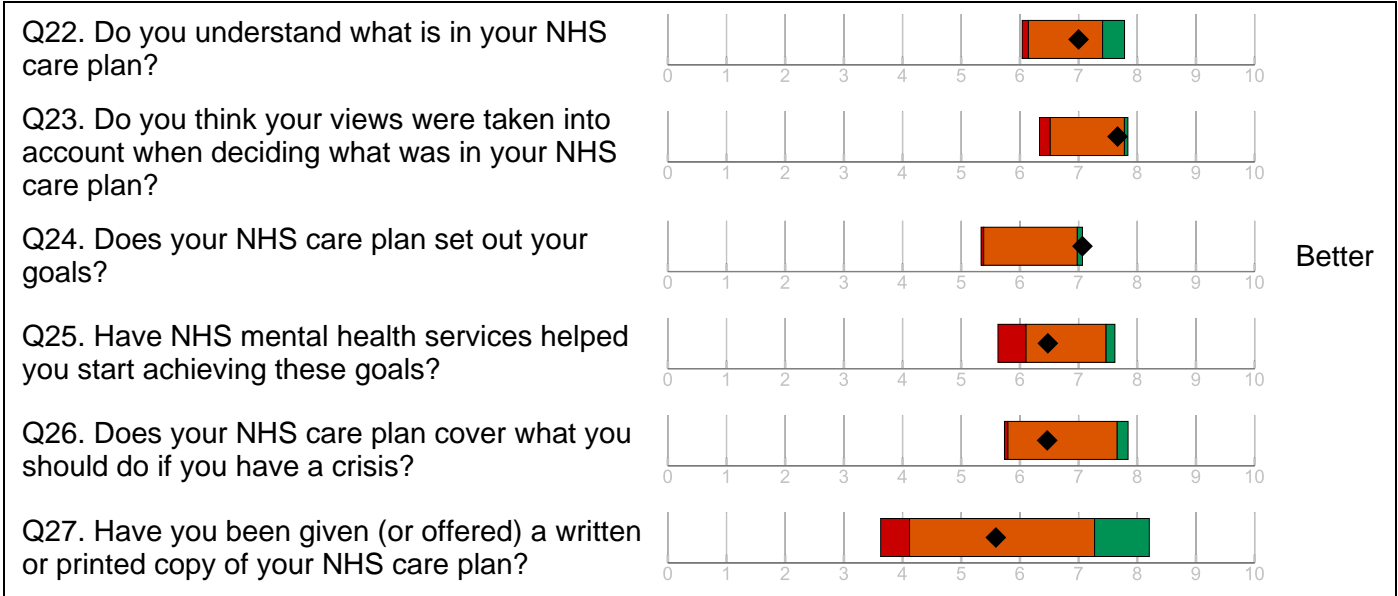 Q22. Do you understand what is in your NHS
care plan?
0 1 2 3 4 5 6 7 8 9 10
Q23. Do you think your views were taken into
account when deciding what was in your NHS
care plan?
0 1 2 3 4 5 6 7 8 9 10
Q24. Does your NHS care plan set out your
goals?
0 1 2 3 4 5 6 7 8 9 10
Better
Q25. Have NHS mental health services helped
you start achieving these goals?
0 1 2 3 4 5 6 7 8 9 10
Q26. Does your NHS care plan cover what you
should do if you have a crisis?
0 1 2 3 4 5 6 7 8 9 10
Q27. Have you been given (or offered) a written
or printed copy of your NHS care plan?
0 1 2 3 4 5 6 7 8 9 10